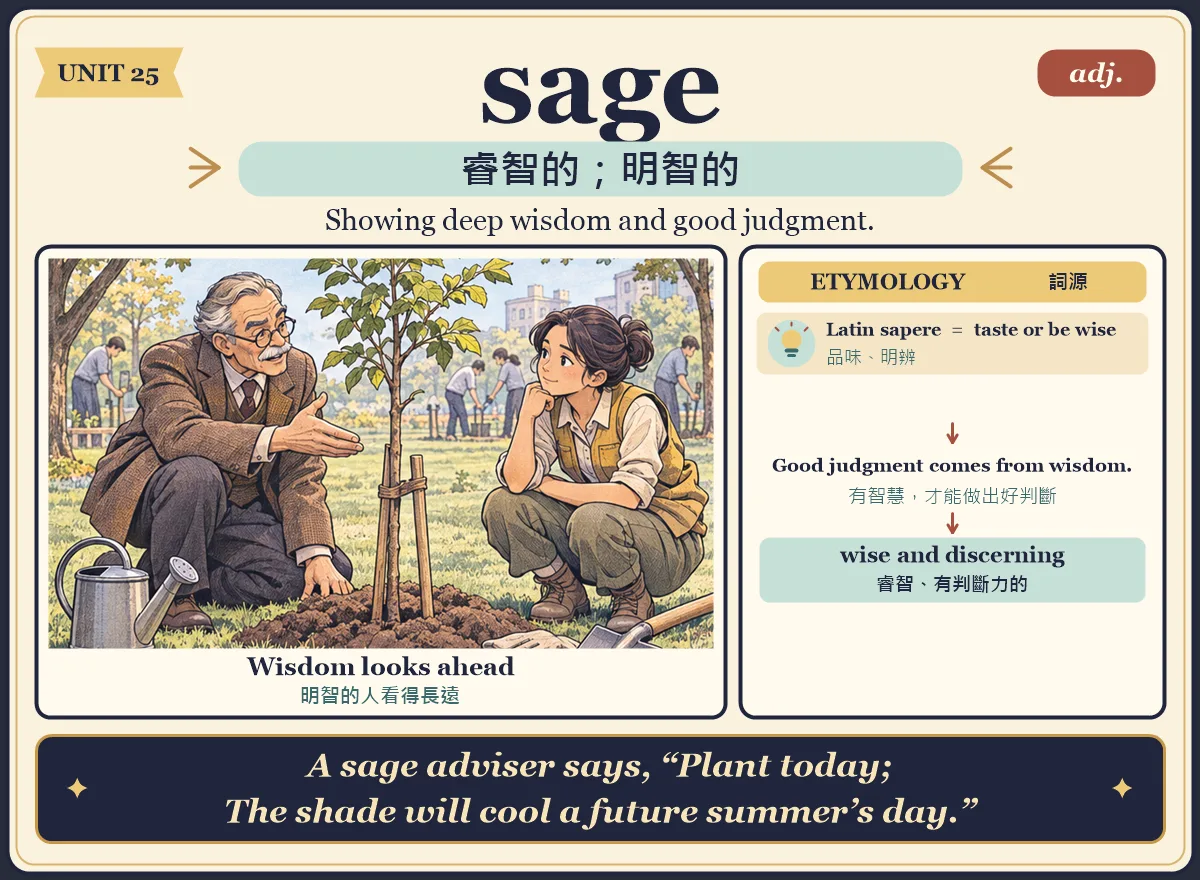 UNIT 25
sage
adj.
睿智的；明智的
Showing deep wisdom and good judgment.
Wisdom looks ahead
明智的人看得長遠
ETYMOLOGY 詞源
Latin sapere = taste or be wise
品味、明辨
Good judgment comes from wisdom.
有智慧，才能做出好判斷
wise and discerning
睿智、有判斷力的
A sage adviser says, “Plant today;
The shade will cool a future summer’s day.”